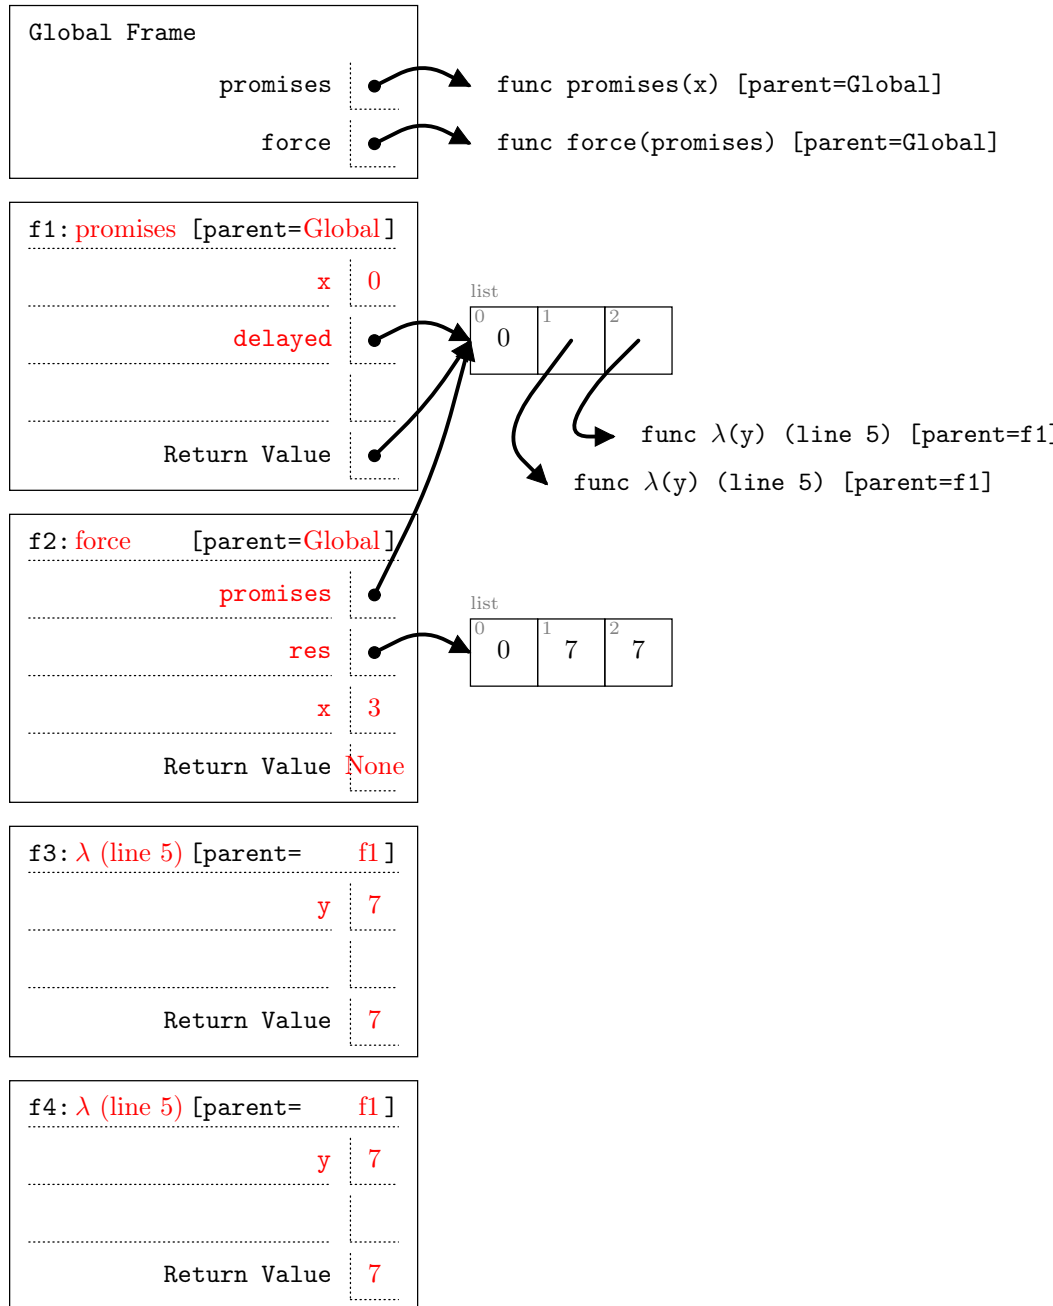 Global Frame
promises func promises(x) [parent=Global]
force func force(promises) [parent=Global]
f1: promises [parent=Global]
x 0
list
delayed 0 0 1 2
func λ(y) (line 5) [parent=f1]
Return Value
func λ(y) (line 5) [parent=f1]
f2: force [parent=Global]
promises
list
res 0 0 1 7 2 7
x 3
Return Value None
f3: λ (line 5) [parent= f1]
y 7
Return Value 7
f4: λ (line 5) [parent= f1]
y 7
Return Value 7